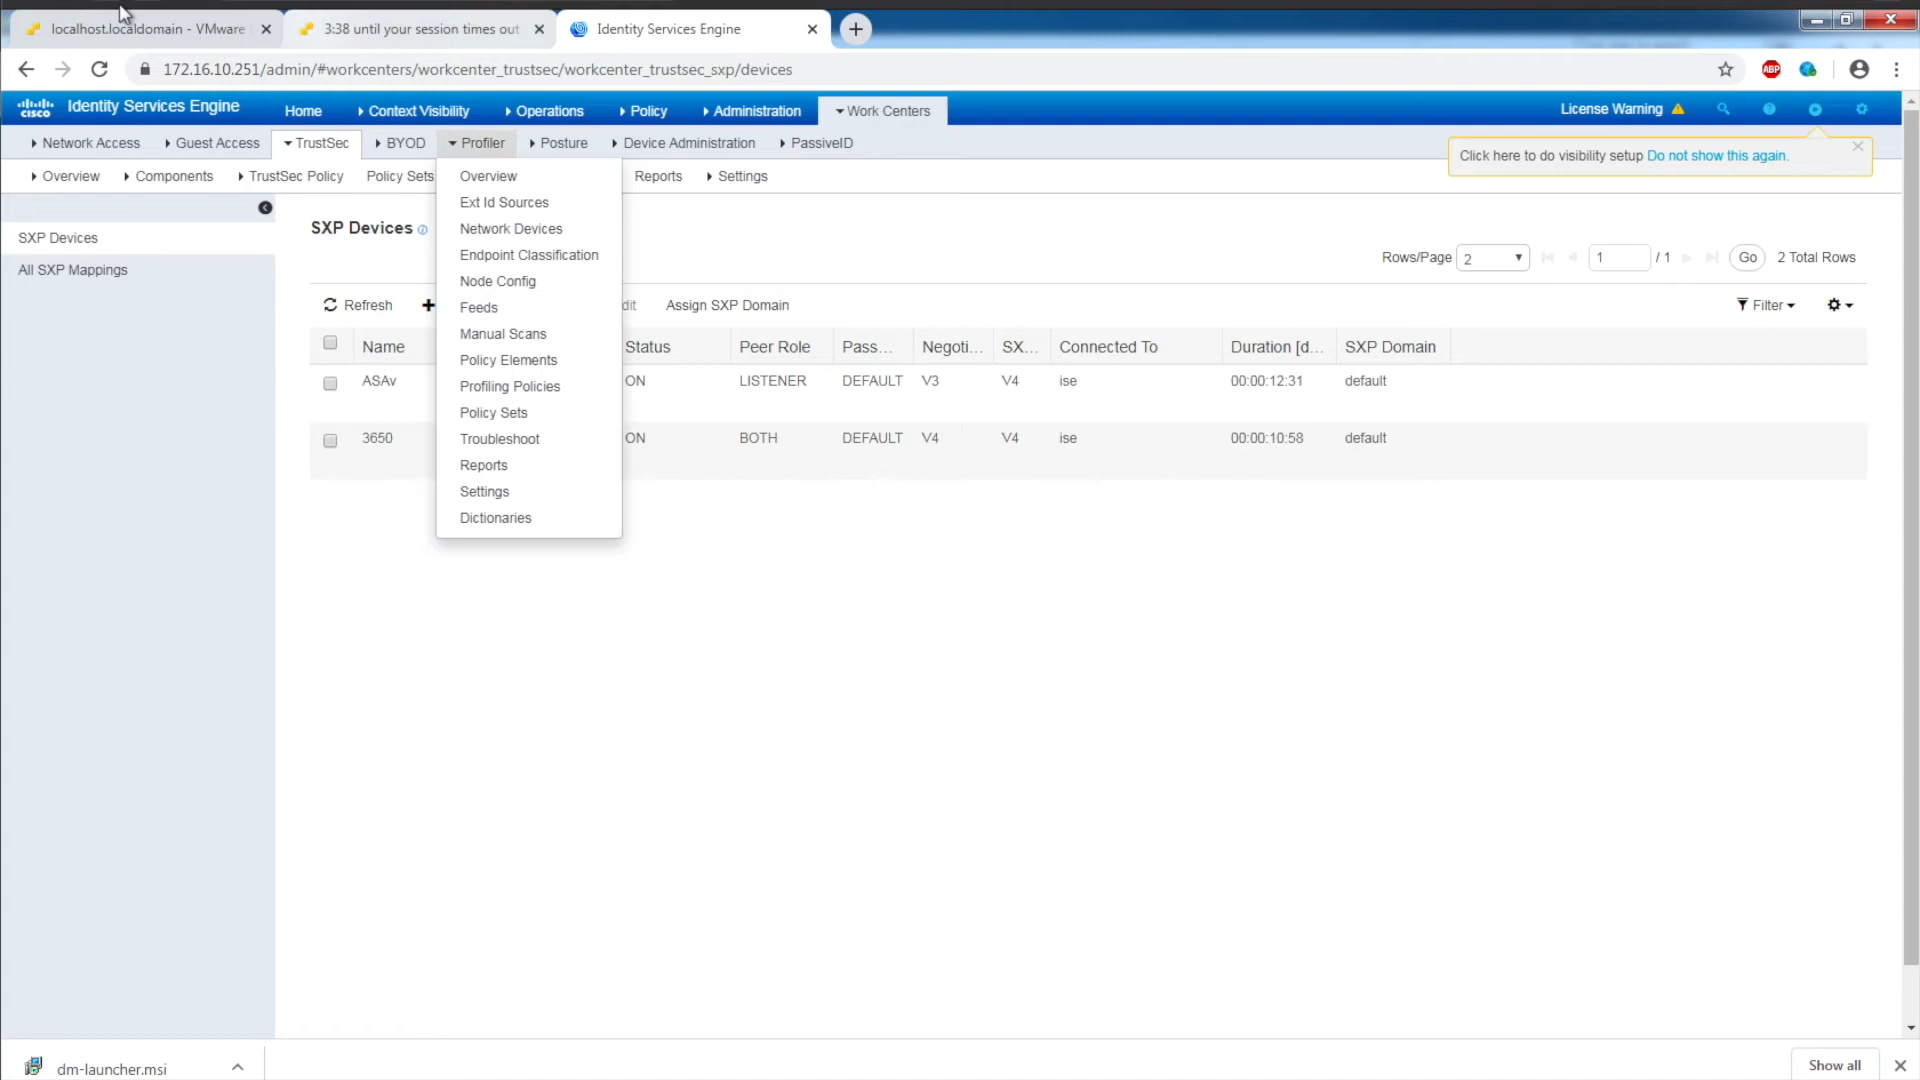 localhost.localdomain - VMware
3:38 until your session times out
Identity Services Engine
172.16.10.251/admin/#workcenters/workcenter_trustsec/workcenter_trustsec_sxp/devices
ABP
cisco Identity Services Engine Home Context Visibility Operations Policy Administration Work Centers License Warning
Network Access Guest Access TrustSec BYOD Profiler Posture Device Administration PassiveID
Click here to do visibility setup Do not show this again.
Overview Components TrustSec Policy Policy Sets Reports Settings
Overview
Ext Id Sources
Network Devices
Endpoint Classification
Node Config
Feeds
Manual Scans
Policy Elements
Profiling Policies
Policy Sets
Troubleshoot
Reports
Settings
Dictionaries
SXP Devices
All SXP Mappings
SXP Devices
Rows/Page 2 1 / 1 Go 2 Total Rows
Refresh dit Assign SXP Domain Filter
Name Status Peer Role Pass... Negoti... SX... Connected To Duration [d... SXP Domain
ASAv ON LISTENER DEFAULT V3 V4 ise 00:00:12:31 default
3650 ON BOTH DEFAULT V4 V4 ise 00:00:10:58 default
dm-launcher.msi
Show all